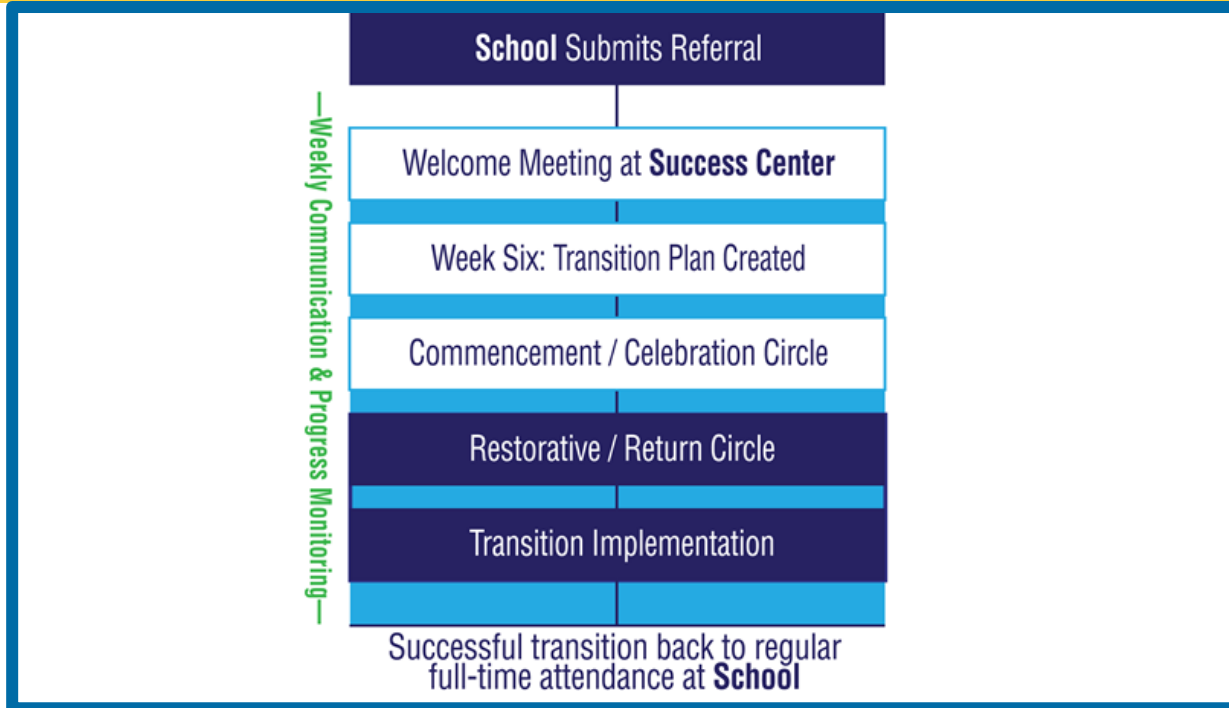 School Submits Referral
—Weekly Communication & Progress Monitoring—
Welcome Meeting at Success Center
Week Six: Transition Plan Created
Commencement / Celebration Circle
Restorative / Return Circle
Transition Implementation
Successful transition back to regular
full-time attendance at School